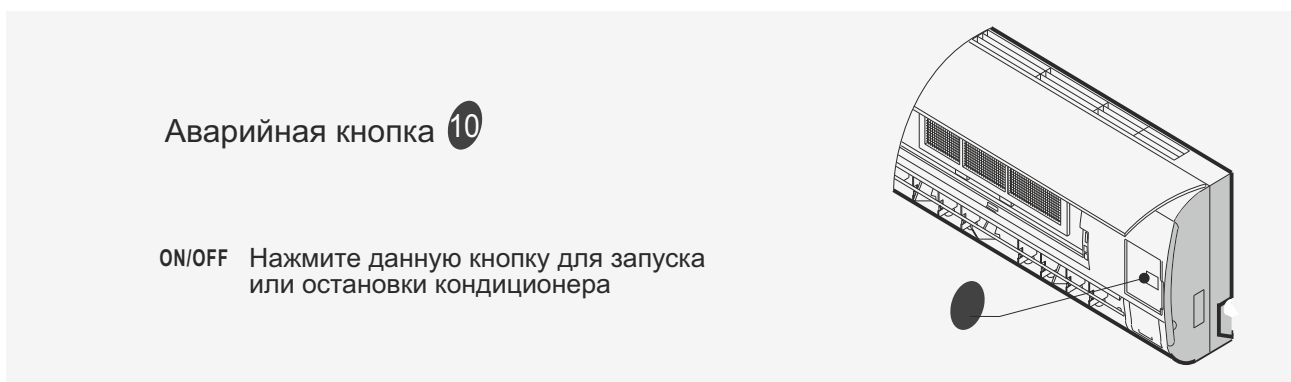 Аварийная кнопка 10
ON/OFF Нажмите данную кнопку для запуска
или остановки кондиционера